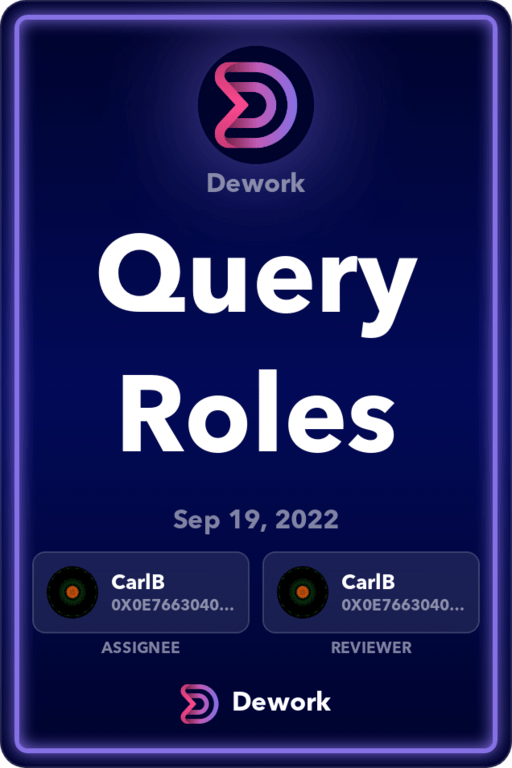 Dework
Query
Roles
Sep 19, 2022
CarlB
0X0E7663040...
ASSIGNEE
CarlB
0X0E7663040...
REVIEWER
Dework